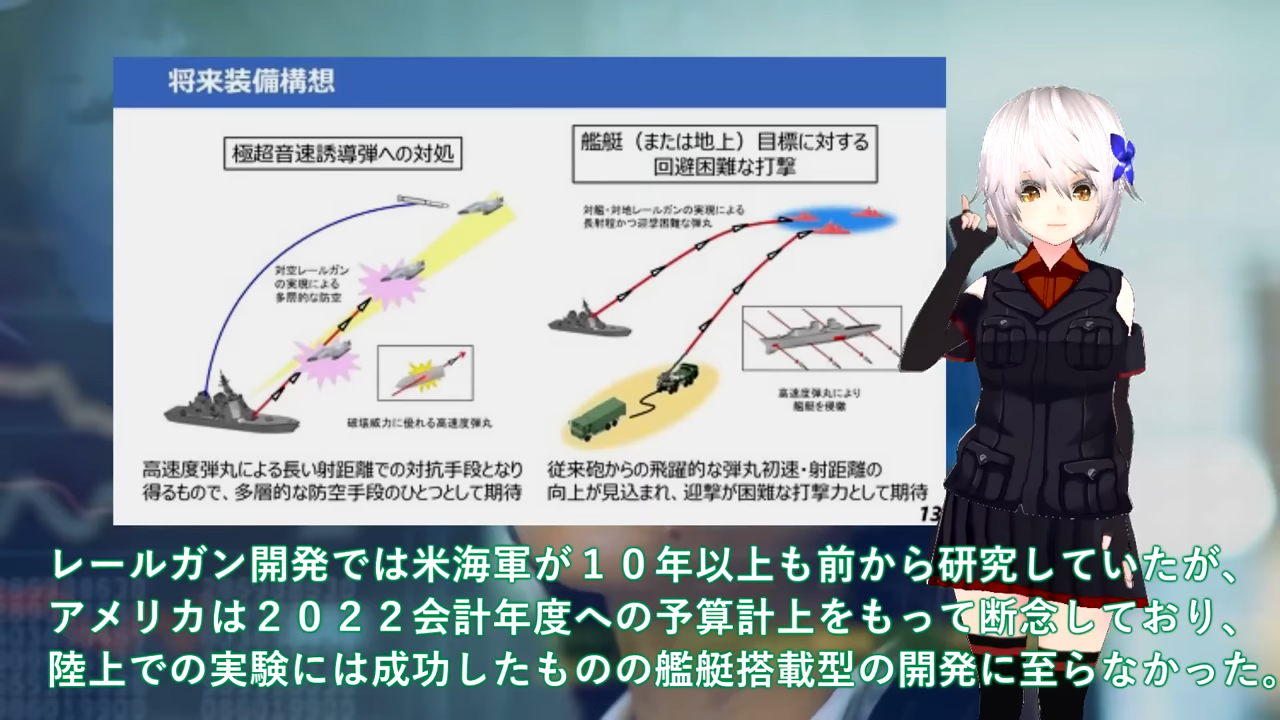 将来装備構想
極超音速誘導弾への対処
対空レールガン
の実現による
多層的な防空
破壊威力に優れる高速度弾丸
高速度弾丸による長い射距離での対抗手段となり
得るもので、多層的な防空手段のひとつとして期待
艦艇（または地上）目標に対する
回避困難な打撃
対艦・対地レールガンの実現による
長射程かつ迎撃困難な弾丸
高速度弾丸により
艦艇を侵徹
従来砲からの飛躍的な弾丸初速・射距離の
向上が見込まれ、迎撃が困難な打撃力として期待
13
レールガン開発では米海軍が１０年以上も前から研究していたが、
アメリカは２０２２会計年度への予算計上をもって断念しており、
陸上での実験には成功したものの艦艇搭載型の開発に至らなかった。